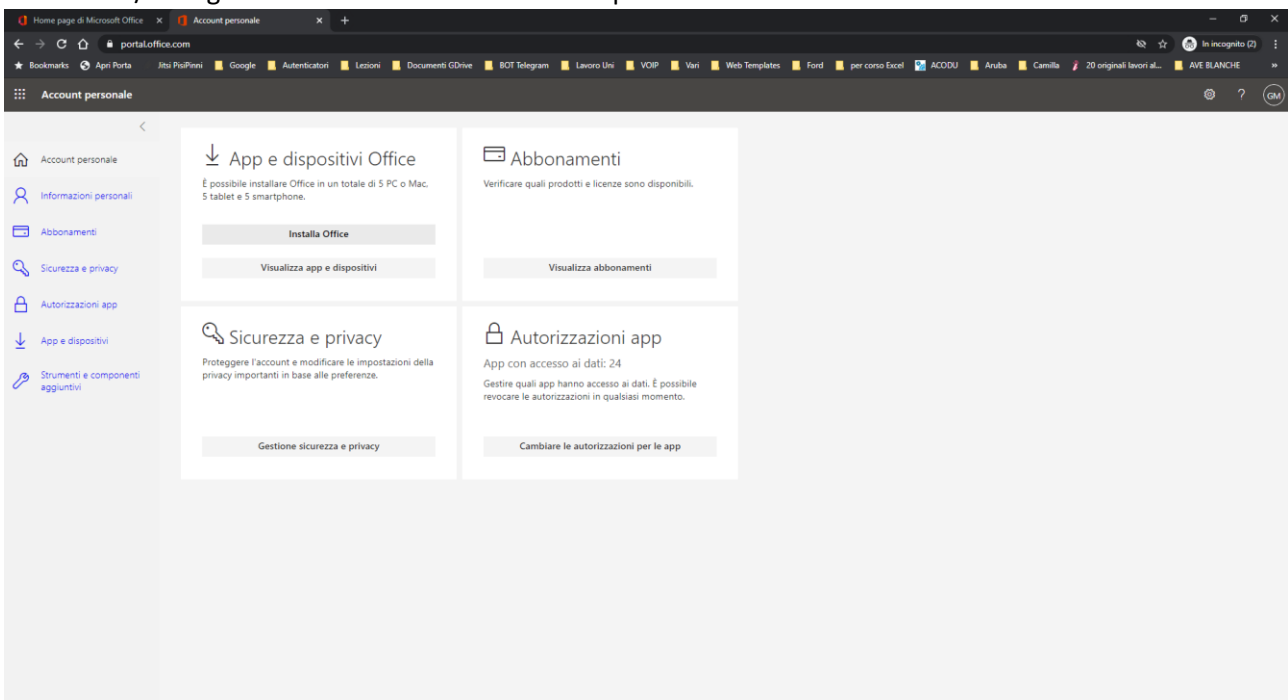 Home page di Microsoft Office
Account personale
portal.office.com
In incognito (2)
Bookmarks
Apri Porta
Jitsi PisiPinni
Google
Autenticatori
Lezioni
Documenti GDrive
BOT Telegram
Lavoro Uni
VOIP
Vari
Web Templates
Ford
per corso Excel
ACODU
Aruba
Camilla
20 originali lavori al...
AVE BLANCHE
Account personale
GM
Account personale
Informazioni personali
Abbonamenti
Sicurezza e privacy
Autorizzazioni app
App e dispositivi
Strumenti e componenti
aggiuntivi
App e dispositivi Office
È possibile installare Office in un totale di 5 PC o Mac,
5 tablet e 5 smartphone.
Installa Office
Visualizza app e dispositivi
Abbonamenti
Verificare quali prodotti e licenze sono disponibili.
Visualizza abbonamenti
Sicurezza e privacy
Proteggere l'account e modificare le impostazioni della
privacy importanti in base alle preferenze.
Gestione sicurezza e privacy
Autorizzazioni app
App con accesso ai dati: 24
Gestire quali app hanno accesso ai dati. È possibile
revocare le autorizzazioni in qualsiasi momento.
Cambiare le autorizzazioni per le app